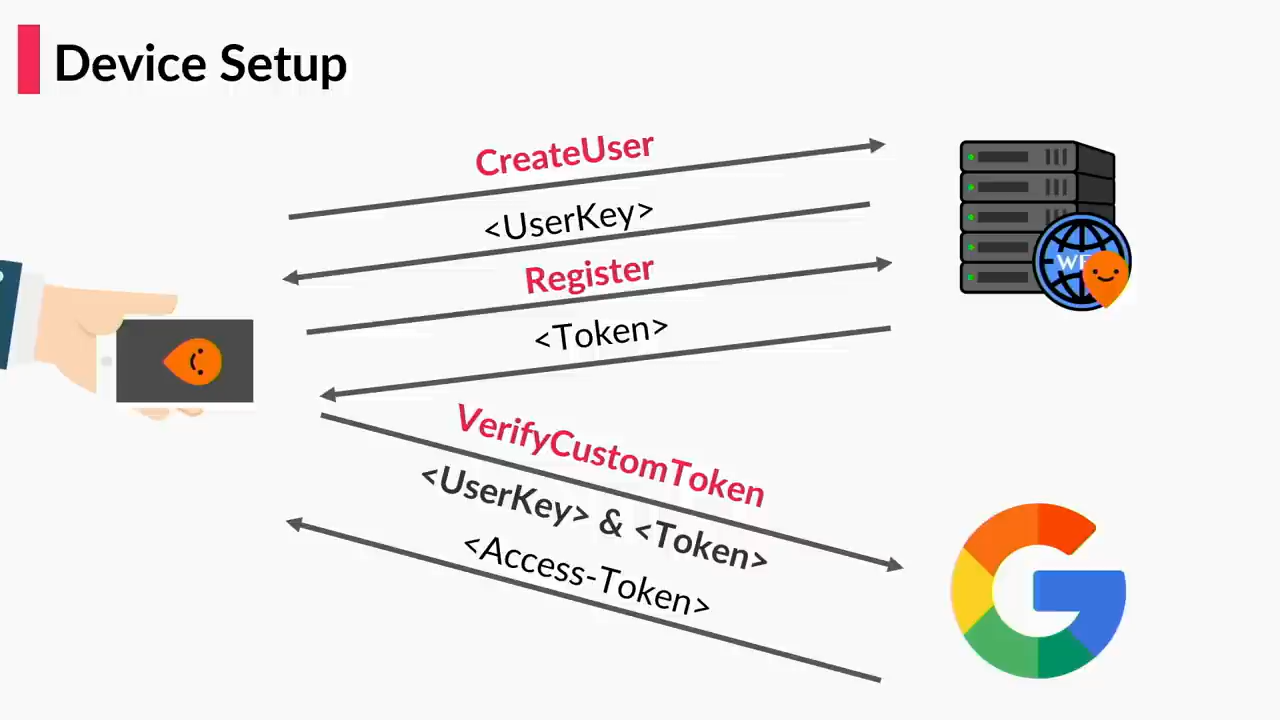 Device Setup
CreateUser
<UserKey>
Register
<Token>
VerifyCustomToken
<UserKey> & <Token>
<Access-Token>